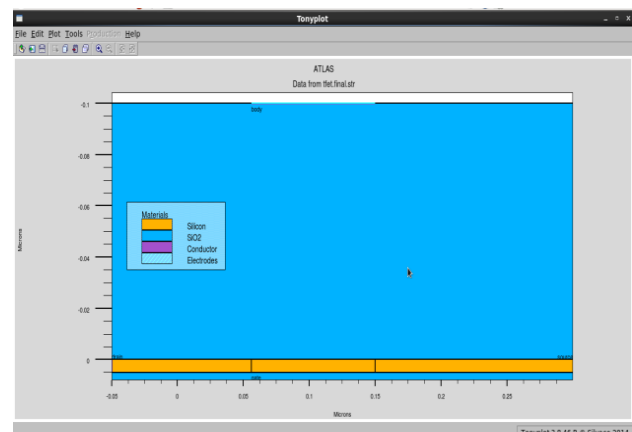 Tonyplot
File Edit Plot Tools Production Help
ATLAS
Data from tfet.final.str
-0.1
body
-0.08
-0.06
Materials
Silicon
SiO2
Conductor
Electrodes
Microns
-0.04
-0.02
0
-0.05 0 0.05 0.1 0.15 0.2 0.25
Microns